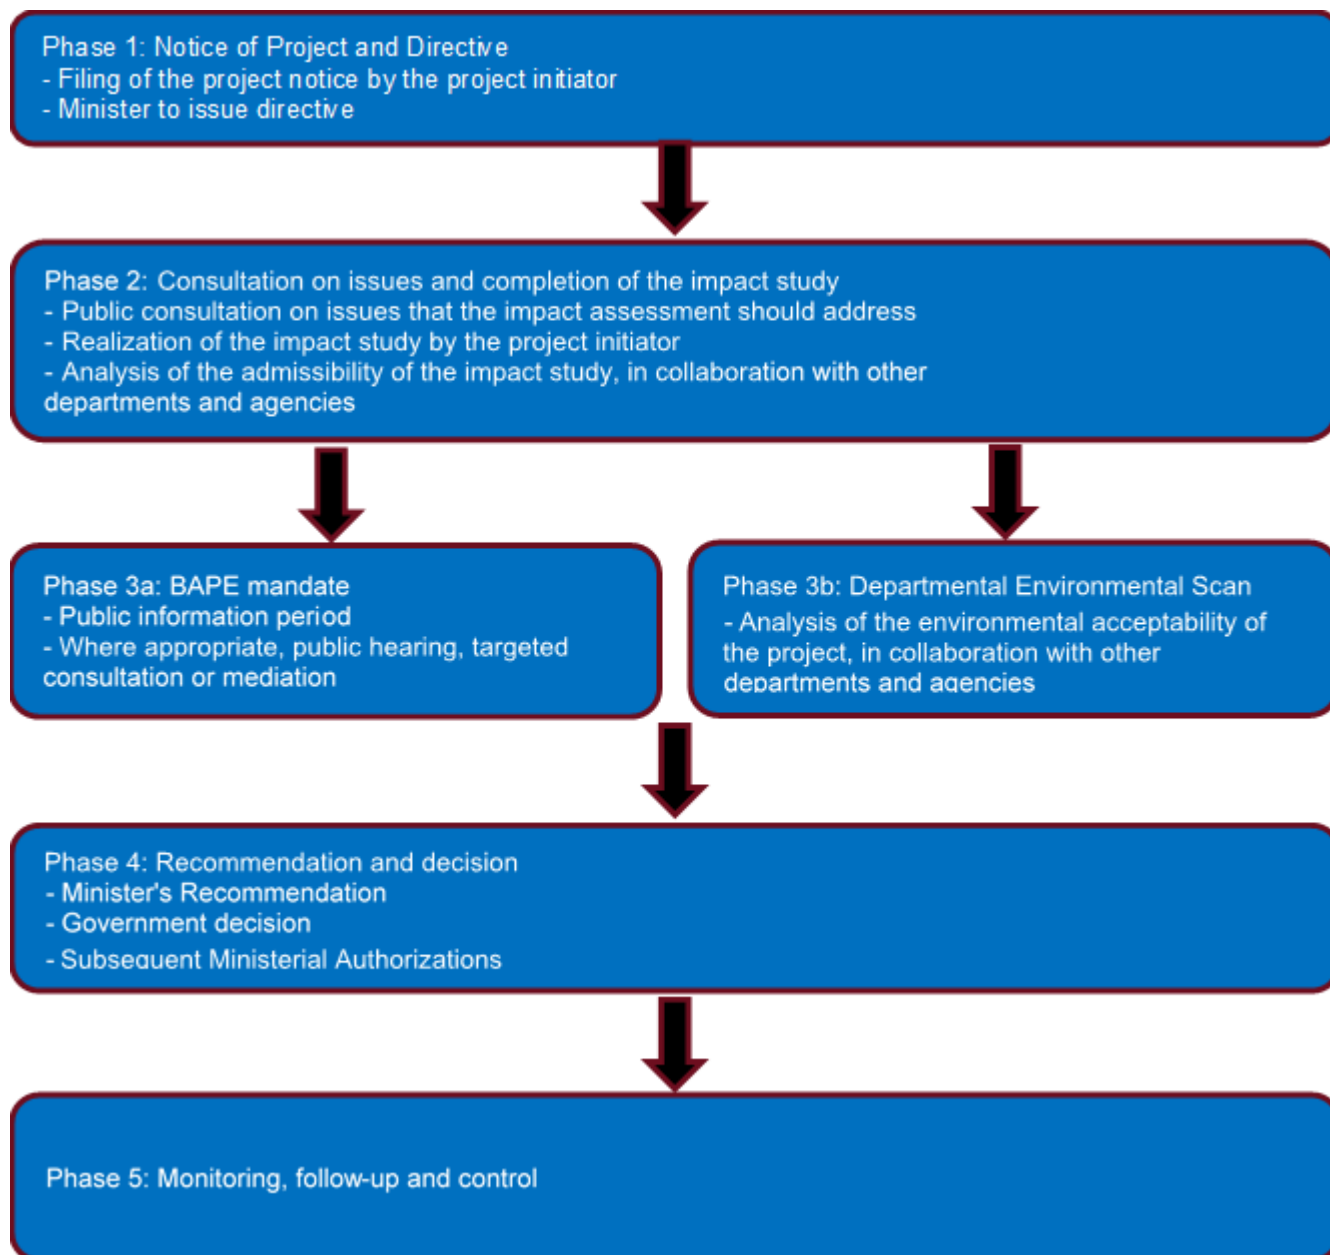 Phase 1: Notice of Project and Directive
- Filing of the project notice by the project initiator
- Minister to issue directive
Phase 2: Consultation on issues and completion of the impact study
- Public consultation on issues that the impact assessment should address
- Realization of the impact study by the project initiator
- Analysis of the admissibility of the impact study, in collaboration with other
departments and agencies
Phase 3a: BAPE mandate
- Public information period
- Where appropriate, public hearing, targeted
consultation or mediation
Phase 3b: Departmental Environmental Scan
- Analysis of the environmental acceptability of
the project, in collaboration with other
departments and agencies
Phase 4: Recommendation and decision
- Minister's Recommendation
- Government decision
- Subsequent Ministerial Authorizations
Phase 5: Monitoring, follow-up and control